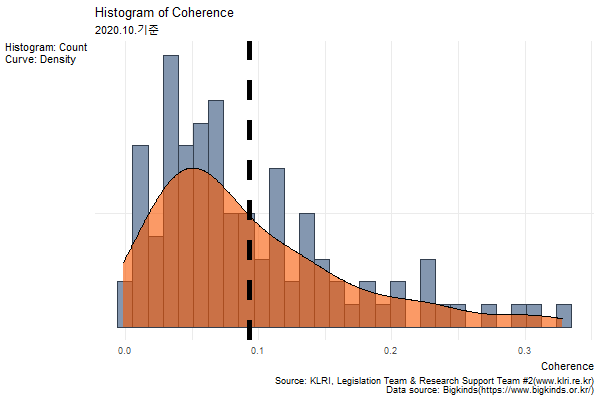 Histogram of Coherence
2020.10.기준
Histogram: Count
Curve: Density
0.0 0.1 0.2 0.3
Coherence
Source: KLRI, Legislation Team & Research Support Team #2(www.klri.re.kr)
Data source: Bigkinds(https://www.bigkinds.or.kr/)